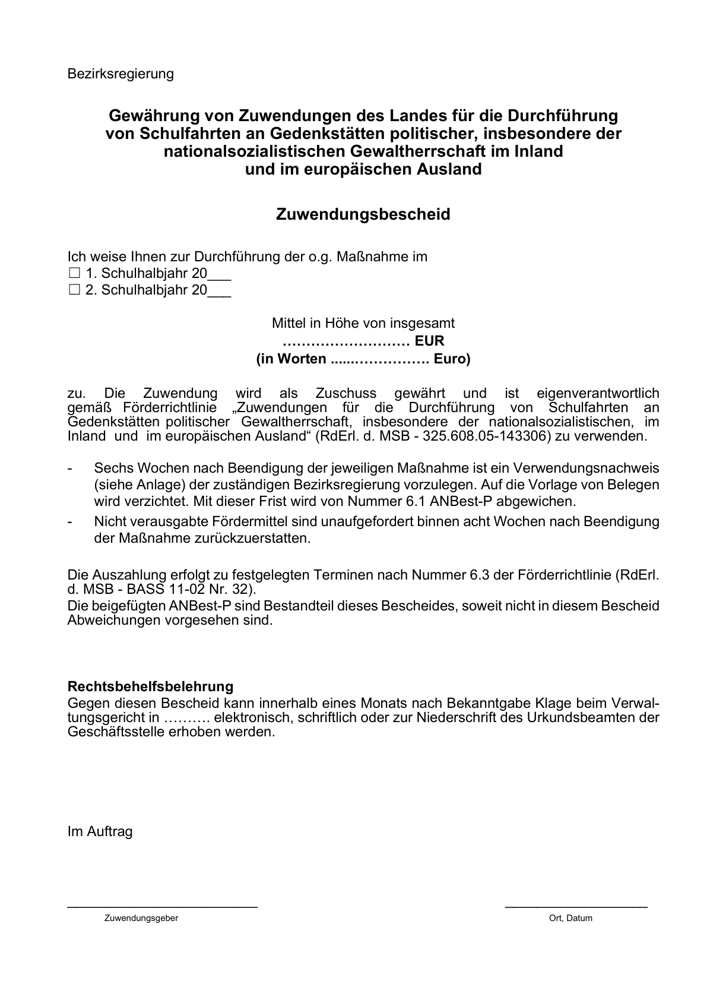 Bezirksregierung
Gewährung von Zuwendungen des Landes für die Durchführung
von Schulfahrten an Gedenkstätten politischer, insbesondere der
nationalsozialistischen Gewaltherrschaft im Inland
und im europäischen Ausland
Zuwendungsbescheid
Ich weise Ihnen zur Durchführung der o.g. Maßnahme im
☐ 1. Schulhalbjahr 20___
☐ 2. Schulhalbjahr 20___
Mittel in Höhe von insgesamt
……………………… EUR
(in Worten ......……………. Euro)
zu. Die Zuwendung wird als Zuschuss gewährt und ist eigenverantwortlich
gemäß Förderrichtlinie „Zuwendungen für die Durchführung von Schulfahrten an
Gedenkstätten politischer Gewaltherrschaft, insbesondere der nationalsozialistischen, im
Inland und im europäischen Ausland“ (RdErl. d. MSB - 325.608.05-143306) zu verwenden.
- Sechs Wochen nach Beendigung der jeweiligen Maßnahme ist ein Verwendungsnachweis
(siehe Anlage) der zuständigen Bezirksregierung vorzulegen. Auf die Vorlage von Belegen
wird verzichtet. Mit dieser Frist wird von Nummer 6.1 ANBest-P abgewichen.
- Nicht verausgabte Fördermittel sind unaufgefordert binnen acht Wochen nach Beendigung
der Maßnahme zurückzuerstatten.
Die Auszahlung erfolgt zu festgelegten Terminen nach Nummer 6.3 der Förderrichtlinie (RdErl.
d. MSB - BASS 11-02 Nr. 32).
Die beigefügten ANBest-P sind Bestandteil dieses Bescheides, soweit nicht in diesem Bescheid
Abweichungen vorgesehen sind.
Rechtsbehelfsbelehrung
Gegen diesen Bescheid kann innerhalb eines Monats nach Bekanntgabe Klage beim Verwal-
tungsgericht in ………. elektronisch, schriftlich oder zur Niederschrift des Urkundsbeamten der
Geschäftsstelle erhoben werden.
Im Auftrag
________________________ __________________
Zuwendungsgeber Ort, Datum